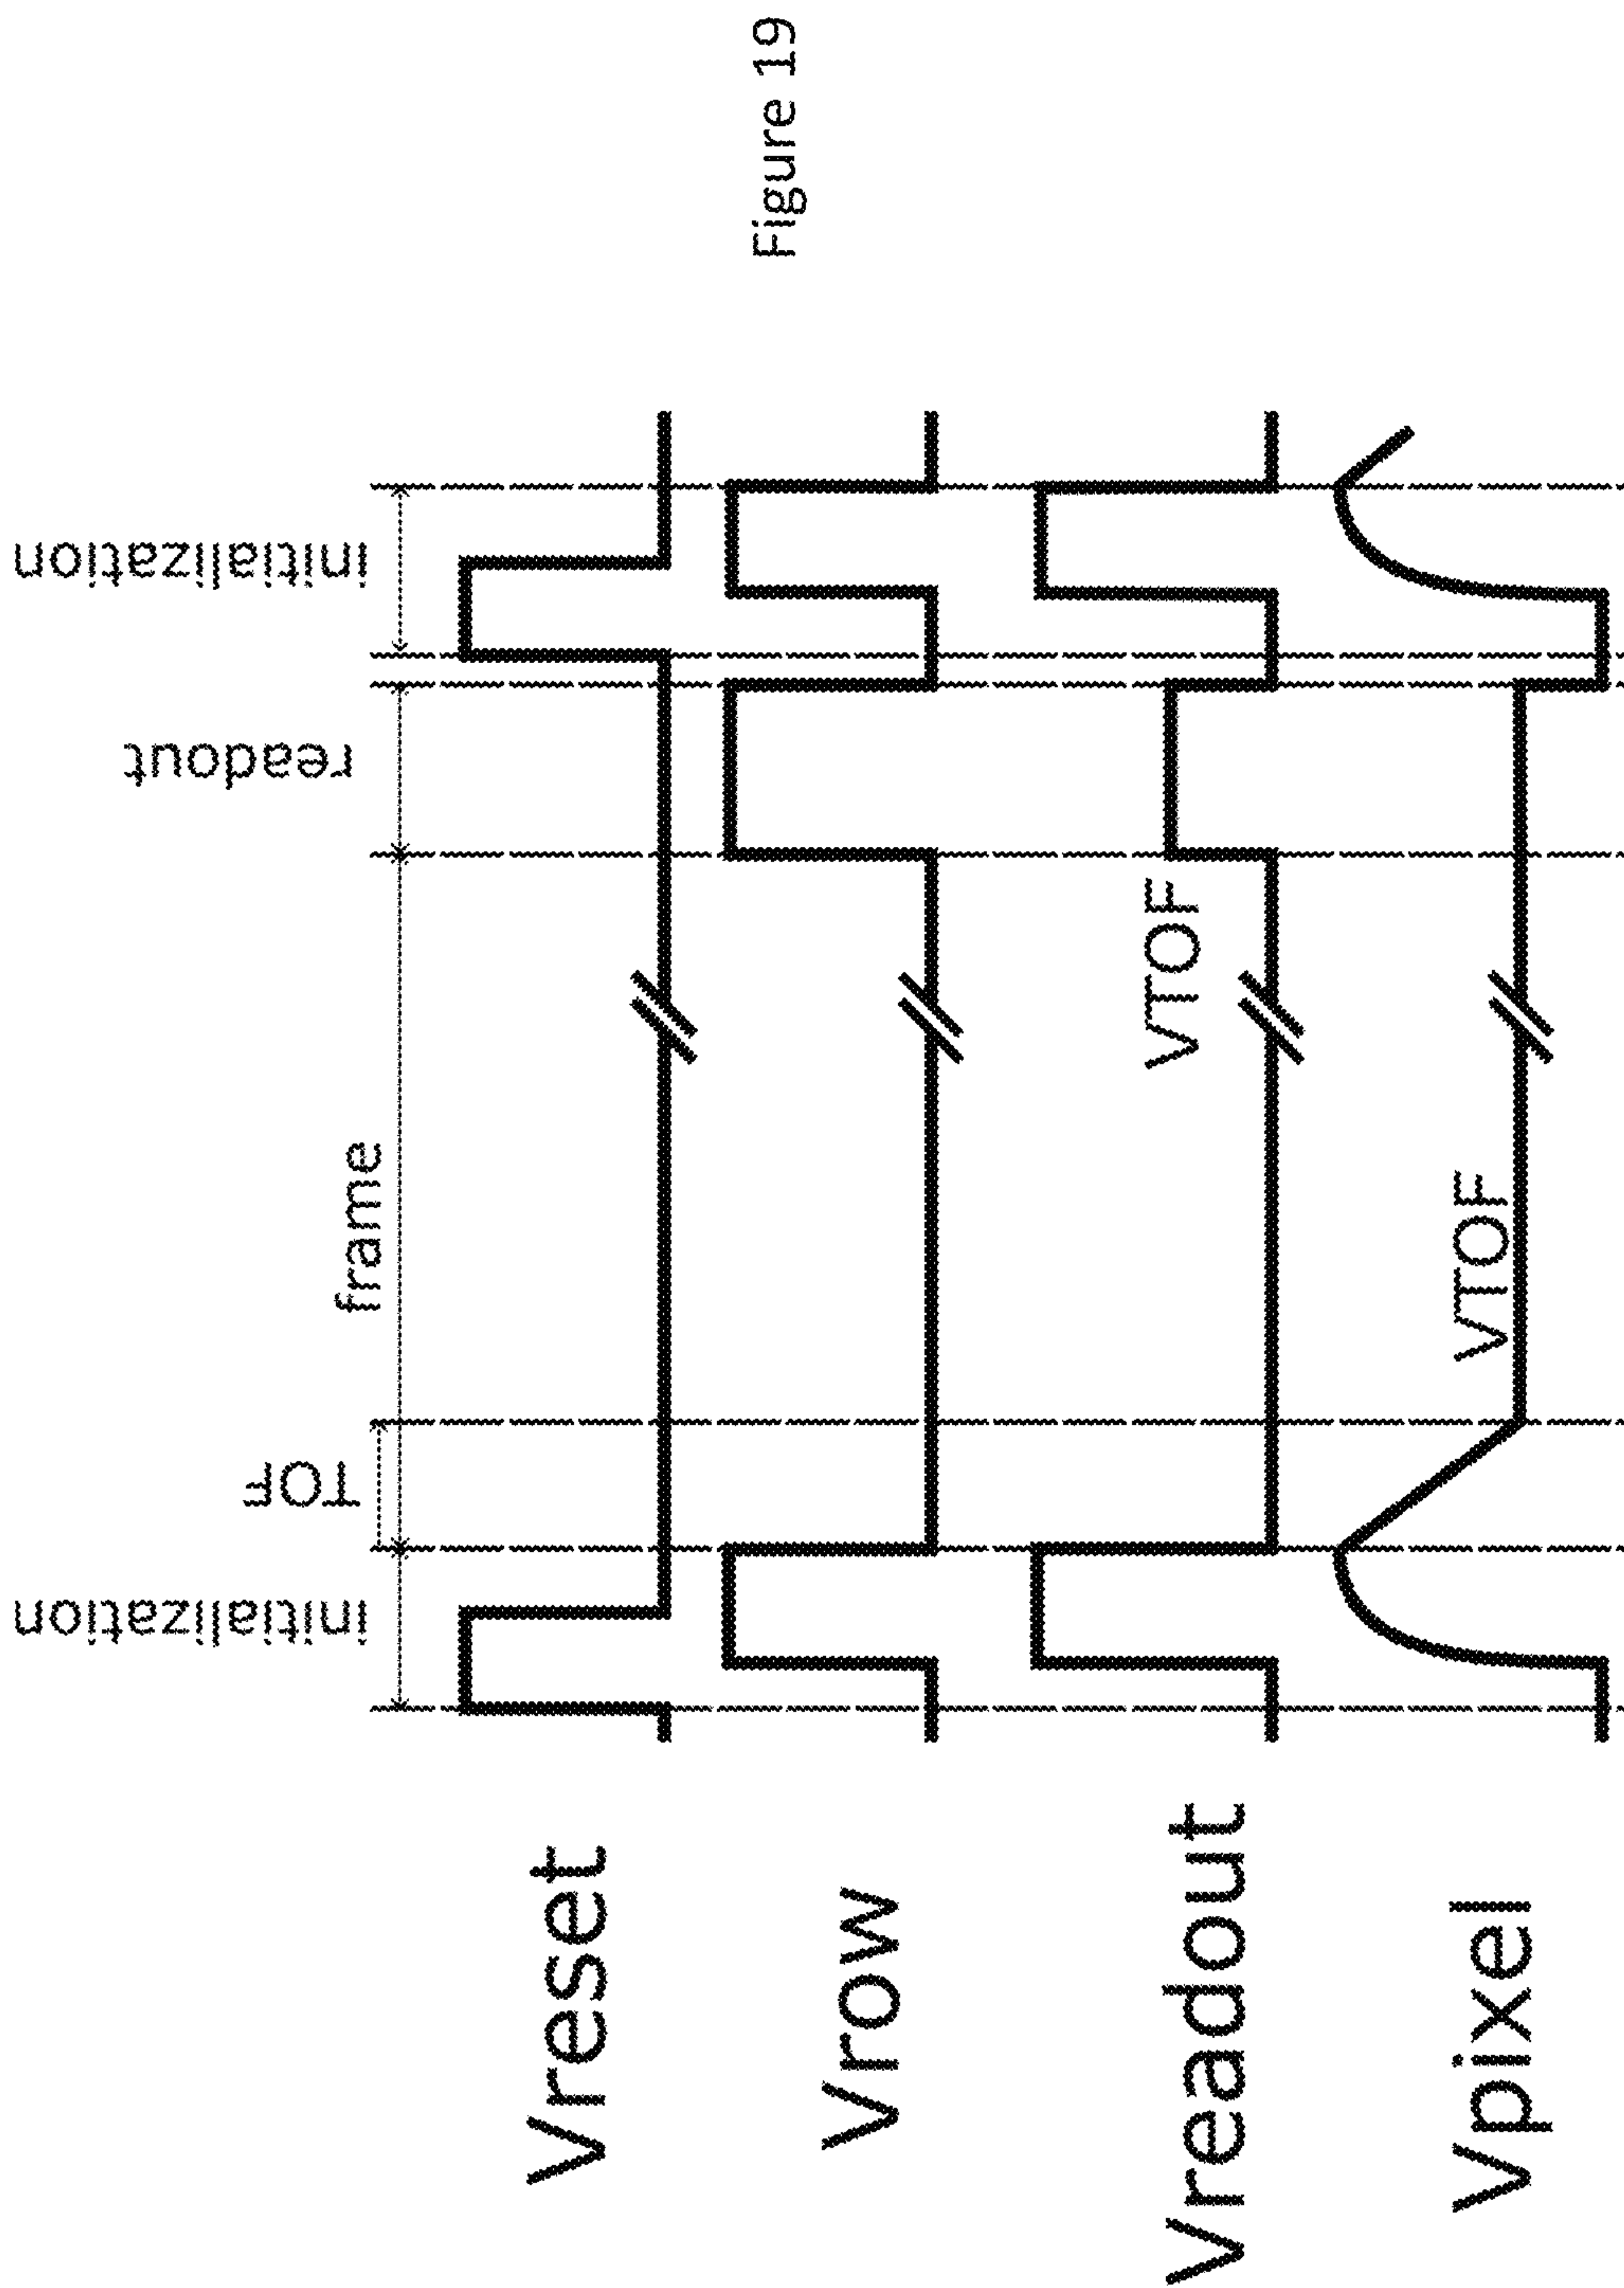 initialization
TOF
frame
readout
initialization
Vreset
Vrow
Vreadout
VTOF
Vpixel
VTOF
Figure 19